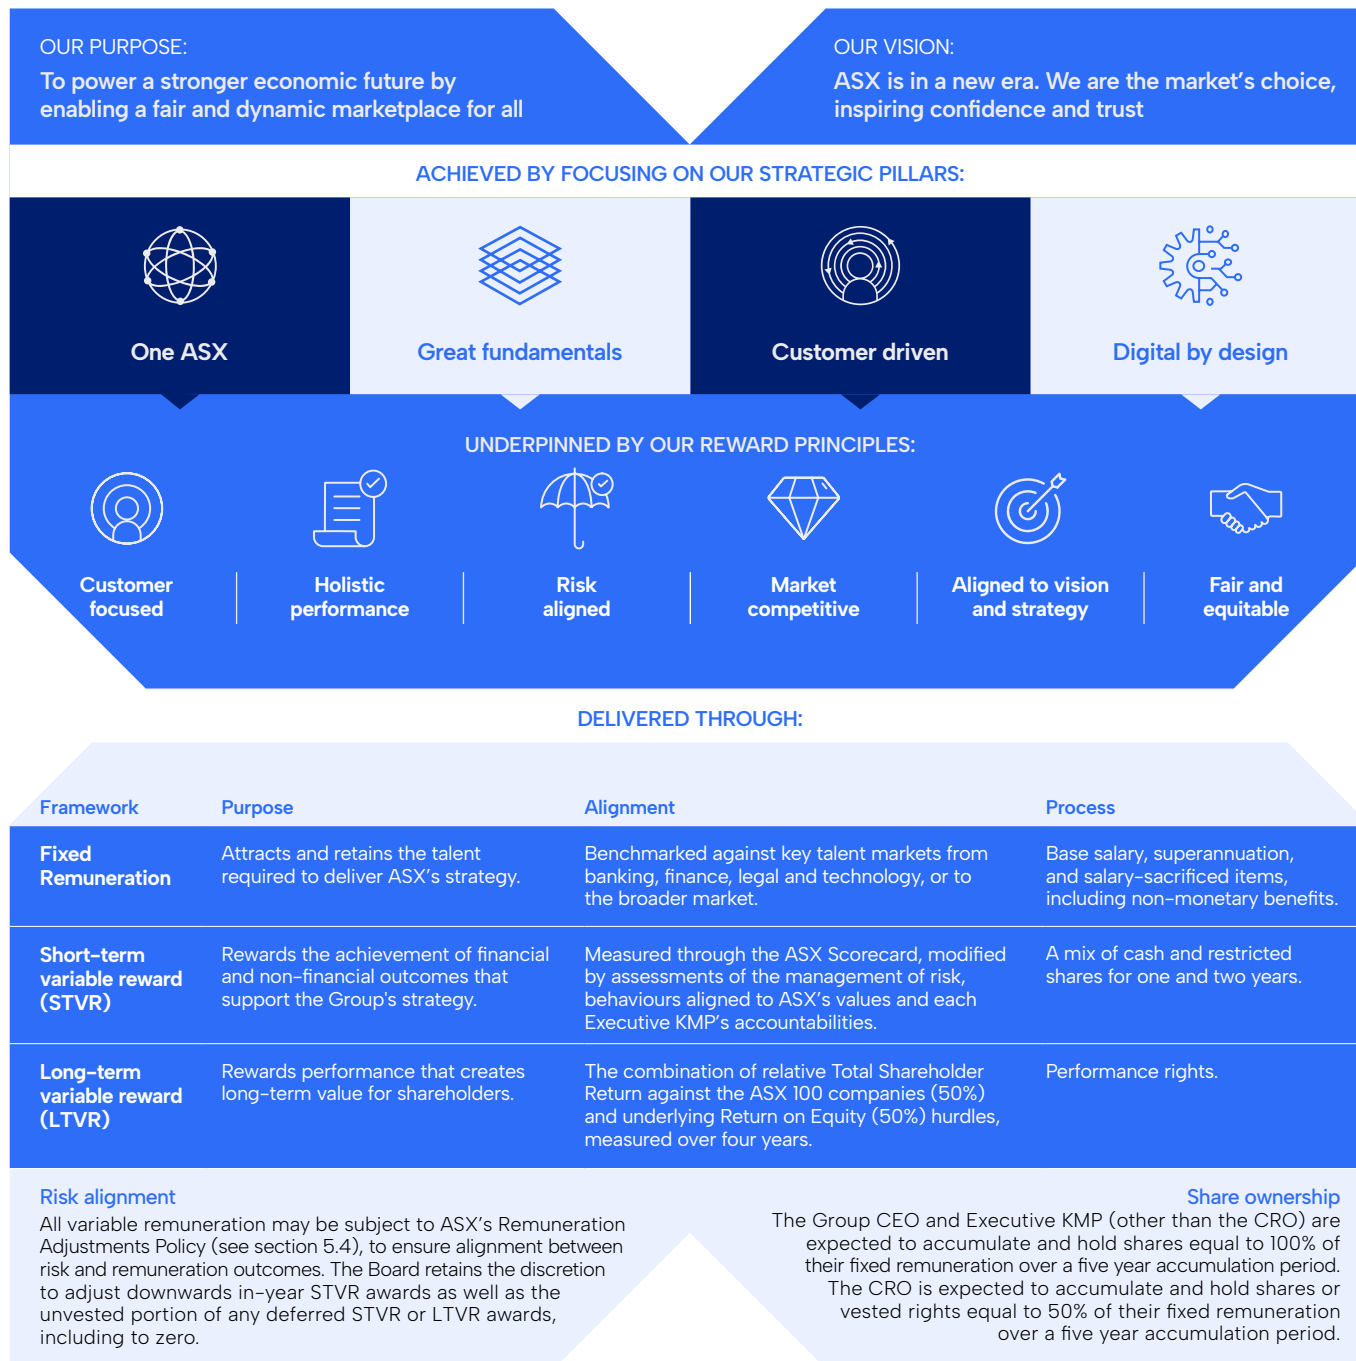 OUR PURPOSE:
To power a stronger economic future by
enabling a fair and dynamic marketplace for all
OUR VISION:
ASX is in a new era. We are the market's choice,
inspiring confidence and trust
ACHIEVED BY FOCUSING ON OUR STRATEGIC PILLARS:
One ASX
Great fundamentals
Customer driven
Digital by design
UNDERPINNED BY OUR REWARD PRINCIPLES:
Customer
focused
Holistic
performance
Risk
aligned
Market
competitive
Aligned to vision
and strategy
Fair and
equitable
DELIVERED THROUGH:
Framework
Purpose
Alignment
Process
Fixed
Remuneration
Attracts and retains the talent
required to deliver ASX's strategy.
Benchmarked against key talent markets from
banking, finance, legal and technology, or to
the broader market.
Base salary, superannuation,
and salary-sacrificed items,
including non-monetary benefits.
Short-term
variable reward
(STVR)
Rewards the achievement of financial
and non-financial outcomes that
support the Group's strategy.
Measured through the ASX Scorecard, modified
by assessments of the management of risk,
behaviours aligned to ASX's values and each
Executive KMP's accountabilities.
A mix of cash and restricted
shares for one and two years.
Long-term
variable reward
(LTVR)
Rewards performance that creates
long-term value for shareholders.
The combination of relative Total Shareholder
Return against the ASX 100 companies (50%)
and underlying Return on Equity (50%) hurdles,
measured over four years.
Performance rights.
Risk alignment
All variable remuneration may be subject to ASX's Remuneration
Adjustments Policy (see section 5.4), to ensure alignment between
risk and remuneration outcomes. The Board retains the discretion
to adjust downwards in-year STVR awards as well as the
unvested portion of any deferred STVR or LTVR awards,
including to zero.
Share ownership
The Group CEO and Executive KMP (other than the CRO) are
expected to accumulate and hold shares equal to 100% of
their fixed remuneration over a five year accumulation period.
The CRO is expected to accumulate and hold shares or
vested rights equal to 50% of their fixed remuneration
over a five year accumulation period.